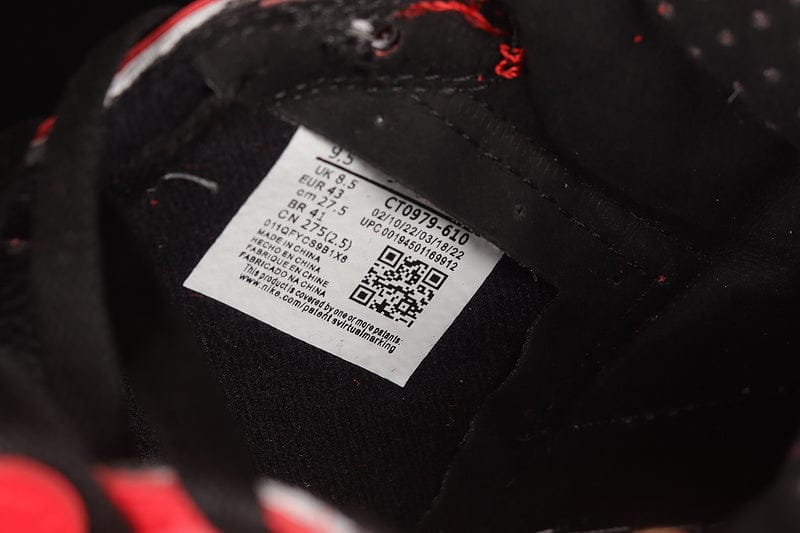 9.5
UK 8.5
EUR 43
cm 27.5
BR 41
CN 275(2.5)
011QFYCS9B1X8
MADE IN CHINA
HECHO EN CHINA
FABRIQUE EN CHINE
FABRICADO NA CHINA
CT0979-610
02/10/22/03/18/22
UPC 00194501169912
This product is covered by one or more patents:
www.nike.com/patentsvirtualmarking